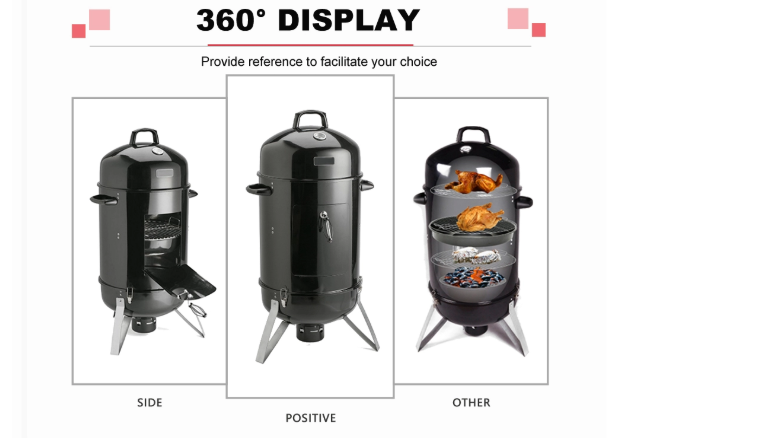 360° DISPLAY
Provide reference to facilitate your choice
SIDE
POSITIVE
OTHER